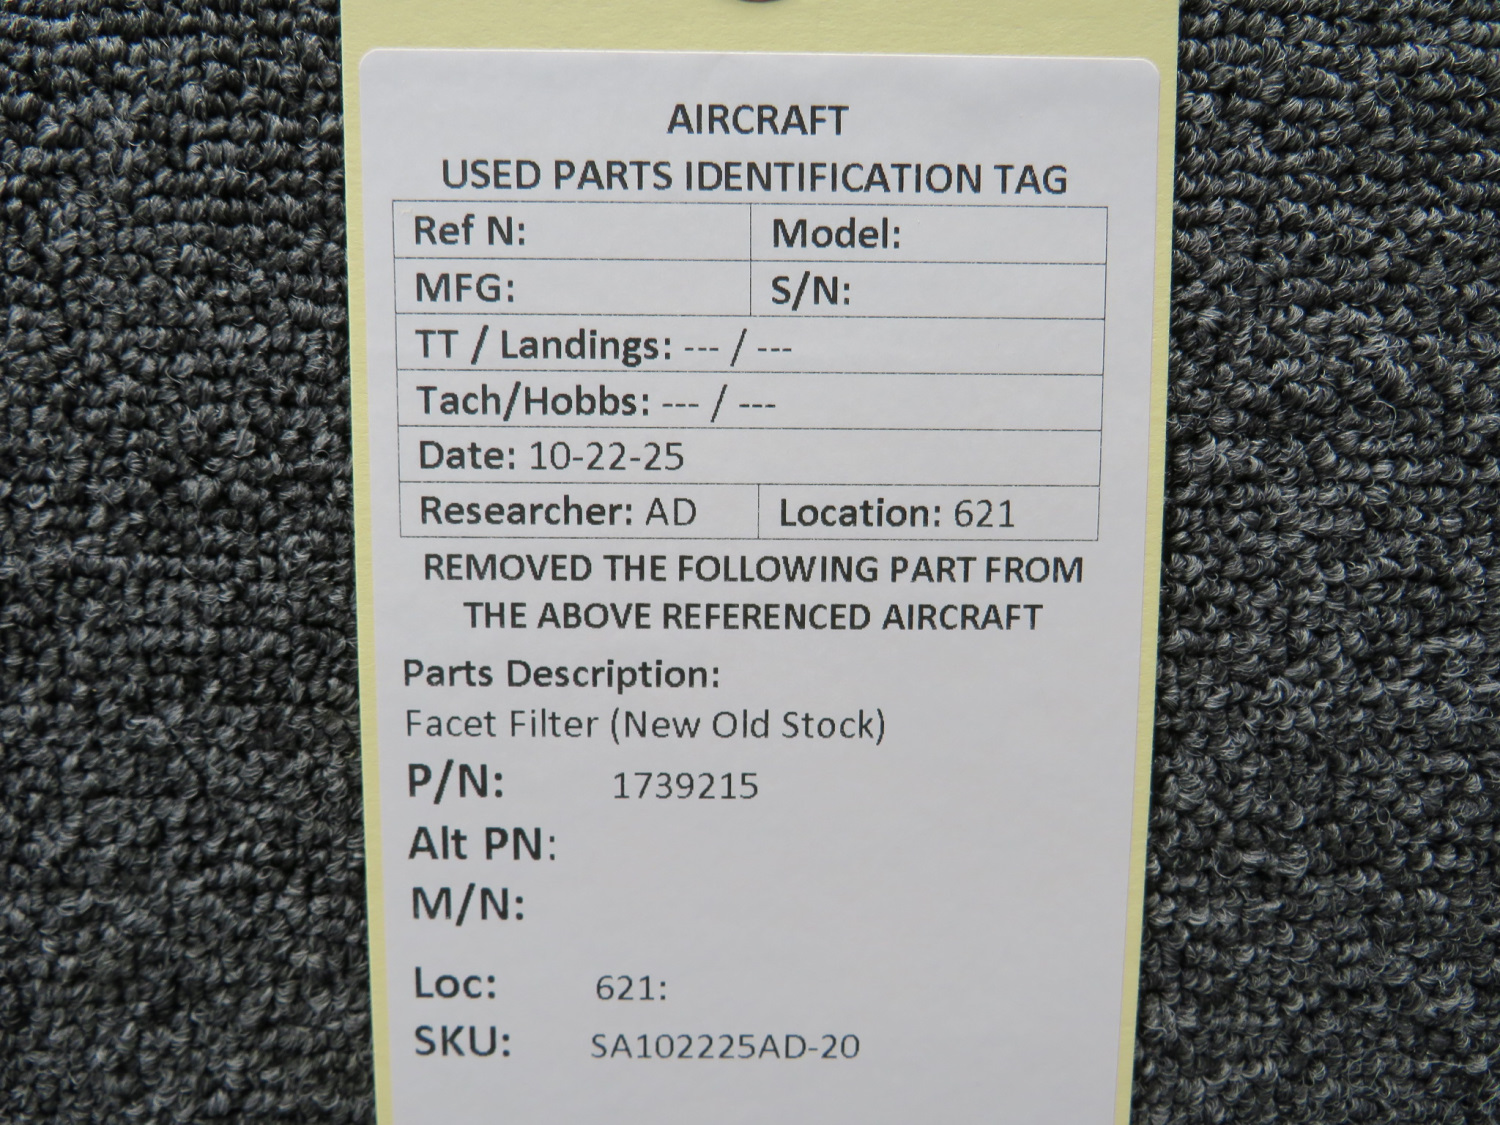 AIRCRAFT
USED PARTS IDENTIFICATION TAG
Ref N: Model:
MFG: S/N:
TT / Landings: --- / ---
Tach/Hobbs: --- / ---
Date: 10-22-25
Researcher: AD Location: 621
REMOVED THE FOLLOWING PART FROM
THE ABOVE REFERENCED AIRCRAFT
Parts Description:
Facet Filter (New Old Stock)
P/N: 1739215
Alt PN:
M/N:
Loc: 621:
SKU: SA102225AD-20